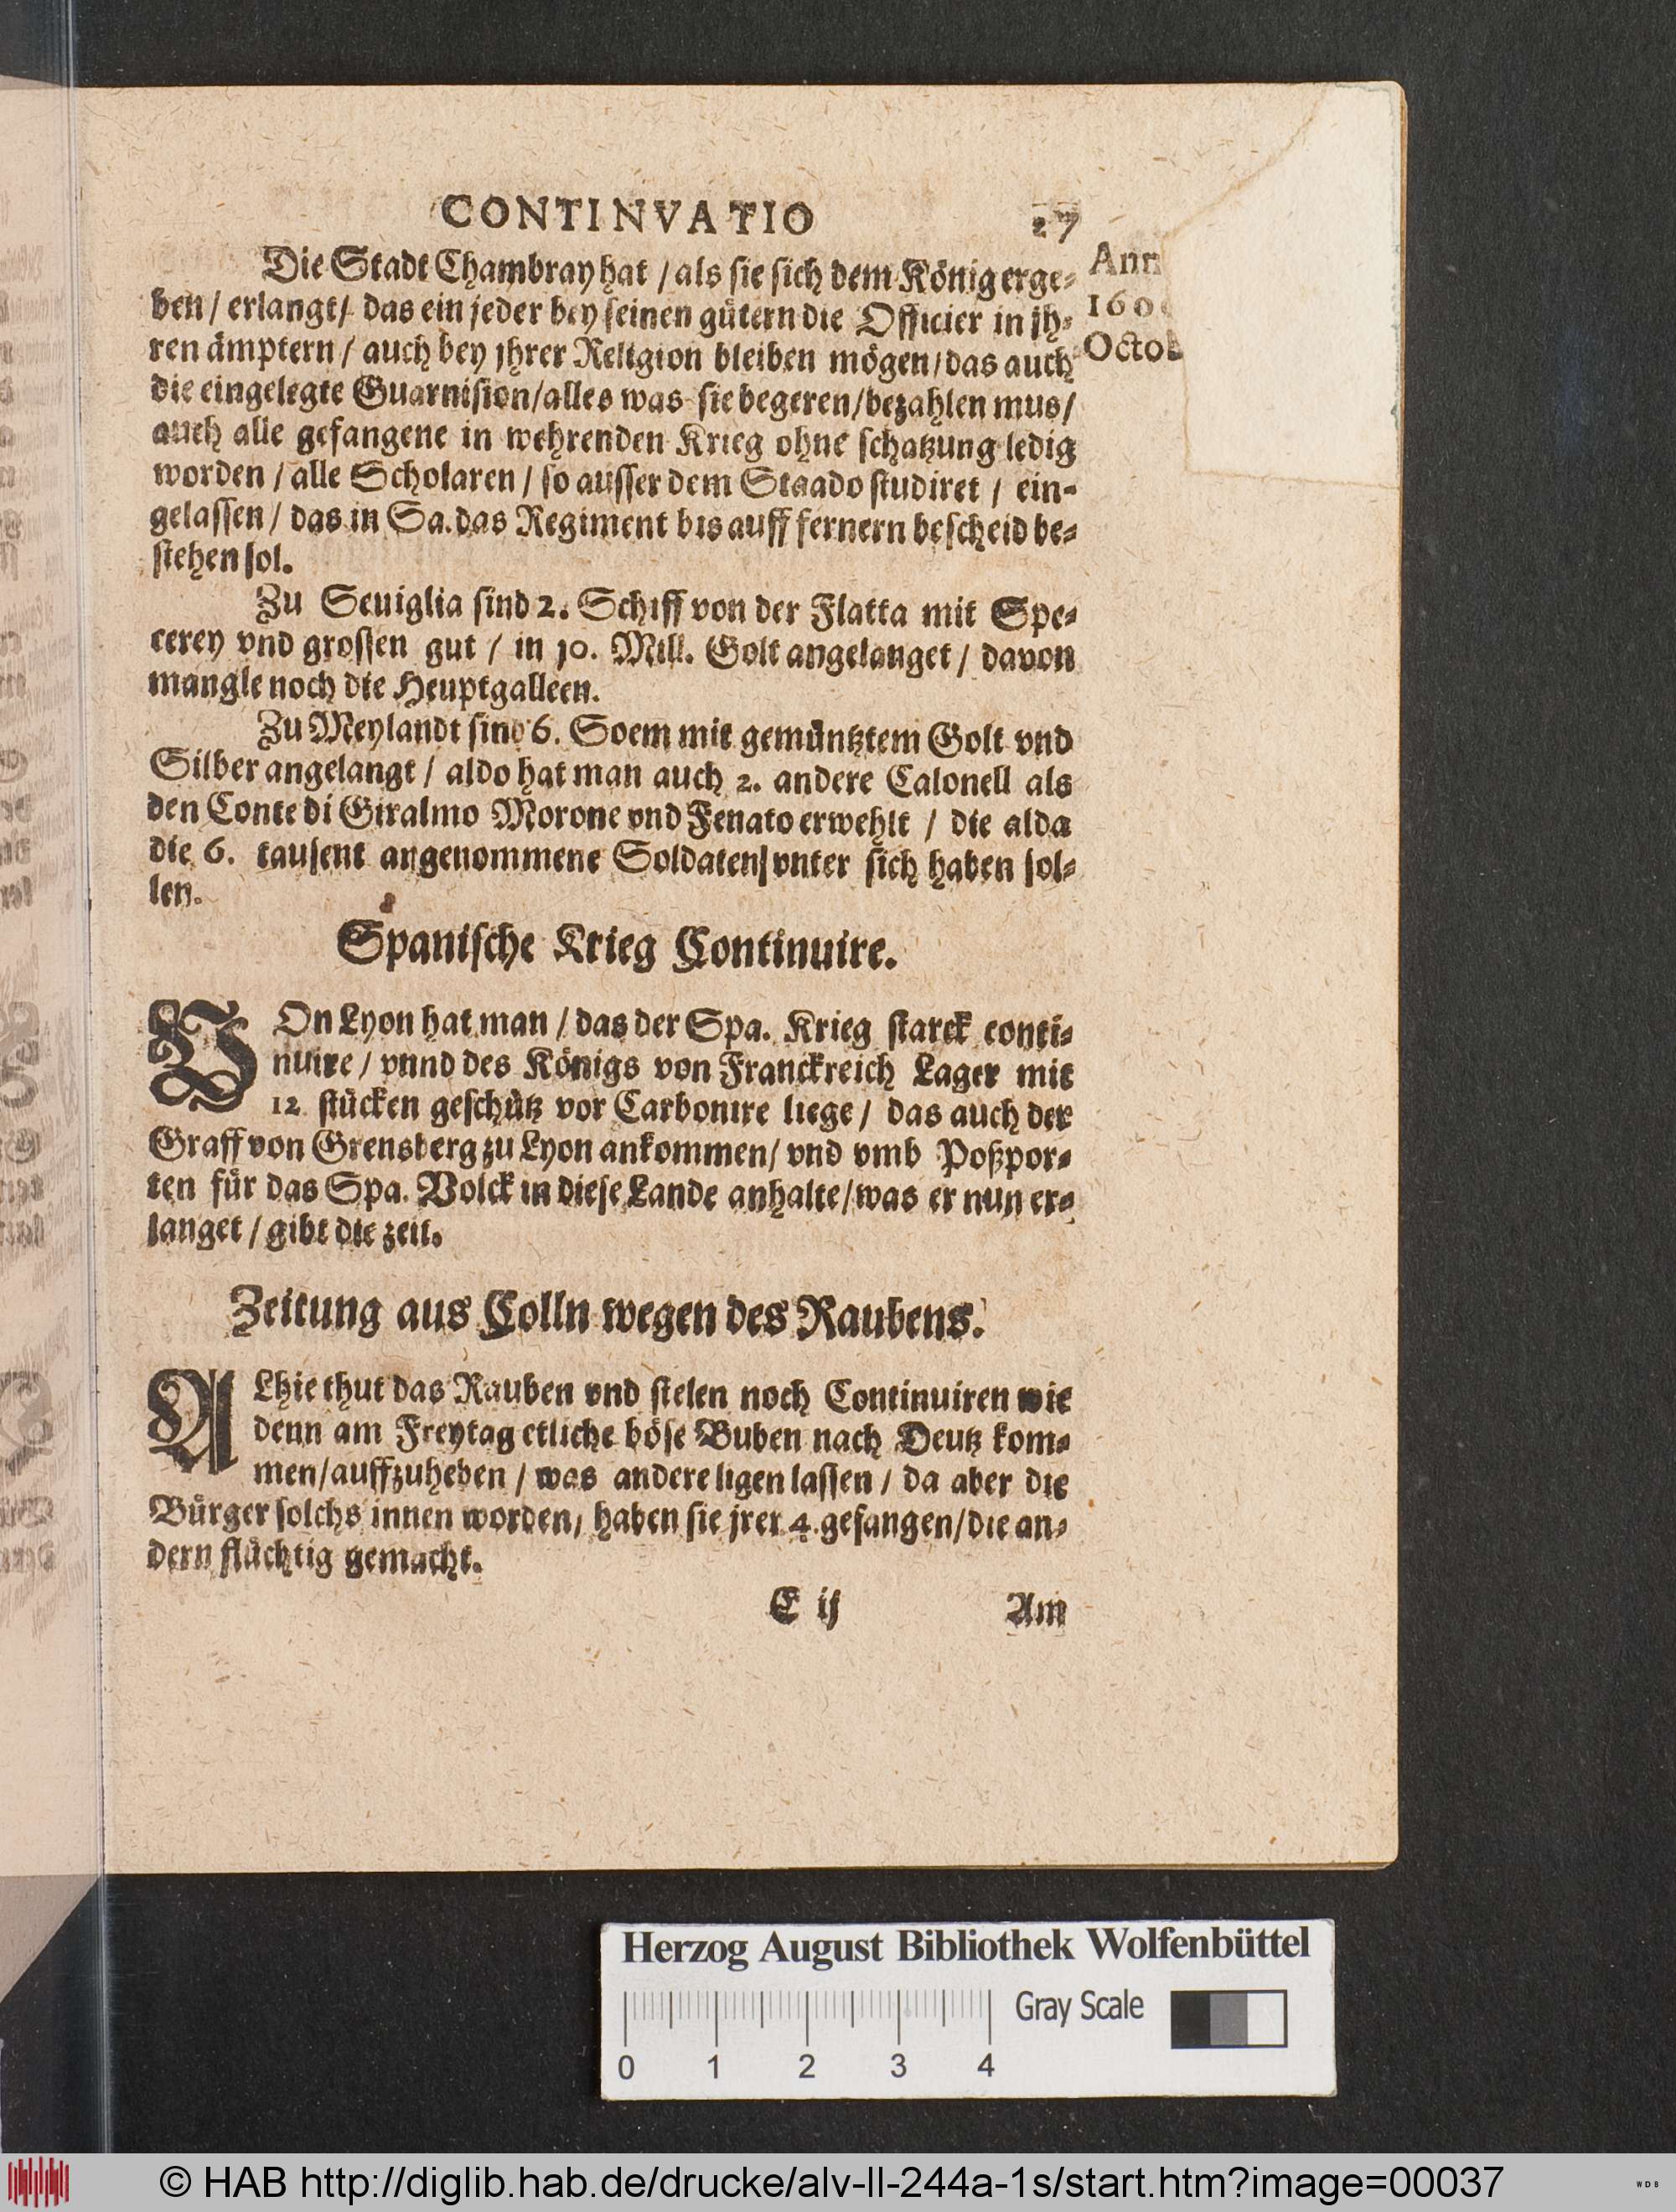 CONTINVATIO 27
Die Stadt Chambray hat / als sie sich dem König erge-
ben / erlangt / das ein jeder bey seinen gütern die Officier in jh-
ren ämptern / auch bey jhrer Religion bleiben mögen / das auch
die eingelegte Guarnision / alles was sie begeren / bezahlen mus /
auch alle gefangene in wehrenden Krieg ohne schatzung ledig
worden / alle Scholaren / so ausser dem Staado studiret / ein-
gelassen / das in Sa. das Regiment bis auff fernern bescheid be-
stehen sol.
Ann
160
Octob
Zu Seuiglia sind 2. Schiff von der Flatta mit Spe-
cerey vnd grossen gut / in 10. Mill. Golt angelanget / davon
mangle noch die Heuptgalleen.
Zu Meylandt sind 6. Soem mit gemüntztem Golt vnd
Silber angelangt / aldo hat man auch 2. andere Calonell als
den Conte di Giralmo Morone vnd Fenato erwehlt / die alda
die 6. tausent angenommene Soldaten vnter sich haben sol-
len.
Spanische Krieg Continuire.
VOn Lyon hat man / das der Spa. Krieg starck conti-
nuire / vnnd des Königs von Franckreich Lager mit
12 stücken geschütz vor Carbonire liege / das auch der
Graff von Grensberg zu Lyon ankommen / vnd vmb Poßpor-
ten für das Spa. Volck in diese Lande anhalte / was er nun er-
langet / gibt die zeit.
Zeitung aus Colln wegen des Raubens.
ALhie thut das Rauben vnd stelen noch Continuiren wie
denn am Freytag etliche böse Buben nach Deutz kom-
men / auffzuheben / was andere ligen lassen / da aber die
Bürger solchs innen worden, haben sie jrer 4. gefangen / die an-
dern flüchtig gemacht.
E ij Am
Herzog August Bibliothek Wolfenbüttel
Gray Scale
0 1 2 3 4
© HAB http://diglib.hab.de/drucke/alv-ll-244a-1s/start.htm?image=00037
WDB